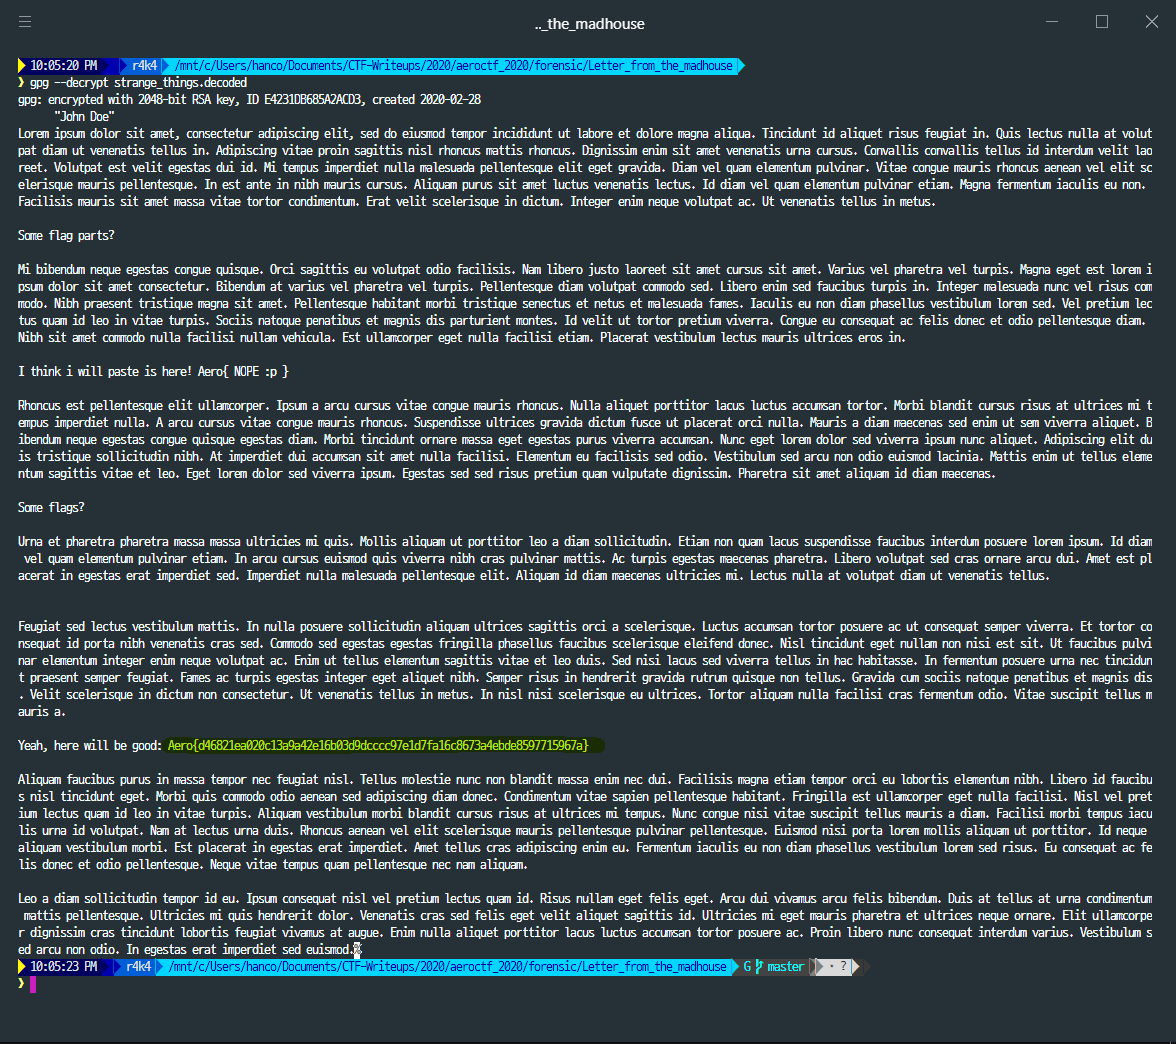 .._the_madhouse
10:05:20 PM r4k4 /mnt/c/Users/hanco/Documents/CTF-Writeups/2020/aeroctf_2020/forensic/Letter_from_the_madhouse
❯ gpg --decrypt strange_things.decoded
gpg: encrypted with 2048-bit RSA key, ID E4231DB685A2ACD3, created 2020-02-28
"John Doe"
Lorem ipsum dolor sit amet, consectetur adipiscing elit, sed do eiusmod tempor incididunt ut labore et dolore magna aliqua. Tincidunt id aliquet risus feugiat in. Quis lectus nulla at volut
pat diam ut venenatis tellus in. Adipiscing vitae proin sagittis nisl rhoncus mattis rhoncus. Dignissim enim sit amet venenatis urna cursus. Convallis convallis tellus id interdum velit lao
reet. Volutpat est velit egestas dui id. Mi tempus imperdiet nulla malesuada pellentesque elit eget gravida. Diam vel quam elementum pulvinar. Vitae congue mauris rhoncus aenean vel elit sc
elerisque mauris pellentesque. In est ante in nibh mauris cursus. Aliquam purus sit amet luctus venenatis lectus. Id diam vel quam elementum pulvinar etiam. Magna fermentum iaculis eu non.
Facilisis mauris sit amet massa vitae tortor condimentum. Erat velit scelerisque in dictum. Integer enim neque volutpat ac. Ut venenatis tellus in metus.
Some flag parts?
Mi bibendum neque egestas congue quisque. Orci sagittis eu volutpat odio facilisis. Nam libero justo laoreet sit amet cursus sit amet. Varius vel pharetra vel turpis. Magna eget est lorem i
psum dolor sit amet consectetur. Bibendum at varius vel pharetra vel turpis. Pellentesque diam volutpat commodo sed. Libero enim sed faucibus turpis in. Integer malesuada nunc vel risus com
modo. Nibh praesent tristique magna sit amet. Pellentesque habitant morbi tristique senectus et netus et malesuada fames. Iaculis eu non diam phasellus vestibulum lorem sed. Vel pretium lec
tus quam id leo in vitae turpis. Sociis natoque penatibus et magnis dis parturient montes. Id velit ut tortor pretium viverra. Congue eu consequat ac felis donec et odio pellentesque diam.
Nibh sit amet commodo nulla facilisi nullam vehicula. Est ullamcorper eget nulla facilisi etiam. Placerat vestibulum lectus mauris ultrices eros in.
I think i will paste is here! Aero{ NOPE :p }
Rhoncus est pellentesque elit ullamcorper. Ipsum a arcu cursus vitae congue mauris rhoncus. Nulla aliquet porttitor lacus luctus accumsan tortor. Morbi blandit cursus risus at ultrices mi t
empus imperdiet nulla. A arcu cursus vitae congue mauris rhoncus. Suspendisse ultrices gravida dictum fusce ut placerat orci nulla. Mauris a diam maecenas sed enim ut sem viverra aliquet. B
ibendum neque egestas congue quisque egestas diam. Morbi tincidunt ornare massa eget egestas purus viverra accumsan. Nunc eget lorem dolor sed viverra ipsum nunc aliquet. Adipiscing elit du
is tristique sollicitudin nibh. At imperdiet dui accumsan sit amet nulla facilisi. Elementum eu facilisis sed odio. Vestibulum sed arcu non odio euismod lacinia. Mattis enim ut tellus eleme
ntum sagittis vitae et leo. Eget lorem dolor sed viverra ipsum. Egestas sed sed risus pretium quam vulputate dignissim. Pharetra sit amet aliquam id diam maecenas.
Some flags?
Urna et pharetra pharetra massa massa ultricies mi quis. Mollis aliquam ut porttitor leo a diam sollicitudin. Etiam non quam lacus suspendisse faucibus interdum posuere lorem ipsum. Id diam
vel quam elementum pulvinar etiam. In arcu cursus euismod quis viverra nibh cras pulvinar mattis. Ac turpis egestas maecenas pharetra. Libero volutpat sed cras ornare arcu dui. Amet est pl
acerat in egestas erat imperdiet sed. Imperdiet nulla malesuada pellentesque elit. Aliquam id diam maecenas ultricies mi. Lectus nulla at volutpat diam ut venenatis tellus.
Feugiat sed lectus vestibulum mattis. In nulla posuere sollicitudin aliquam ultrices sagittis orci a scelerisque. Luctus accumsan tortor posuere ac ut consequat semper viverra. Et tortor co
nsequat id porta nibh venenatis cras sed. Commodo sed egestas egestas fringilla phasellus faucibus scelerisque eleifend donec. Nisl tincidunt eget nullam non nisi est sit. Ut faucibus pulvi
nar elementum integer enim neque volutpat ac. Enim ut tellus elementum sagittis vitae et leo duis. Sed nisi lacus sed viverra tellus in hac habitasse. In fermentum posuere urna nec tincidun
t praesent semper feugiat. Fames ac turpis egestas integer eget aliquet nibh. Semper risus in hendrerit gravida rutrum quisque non tellus. Gravida cum sociis natoque penatibus et magnis dis
. Velit scelerisque in dictum non consectetur. Ut venenatis tellus in metus. In nisl nisi scelerisque eu ultrices. Tortor aliquam nulla facilisi cras fermentum odio. Vitae suscipit tellus m
auris a.
Yeah, here will be good: Aero{d46821ea020c13a9a42e16b03d9dcccc97e1d7fa16c8673a4ebde8597715967a}
Aliquam faucibus purus in massa tempor nec feugiat nisl. Tellus molestie nunc non blandit massa enim nec dui. Facilisis magna etiam tempor orci eu lobortis elementum nibh. Libero id faucibu
s nisl tincidunt eget. Morbi quis commodo odio aenean sed adipiscing diam donec. Condimentum vitae sapien pellentesque habitant. Fringilla est ullamcorper eget nulla facilisi. Nisl vel pret
ium lectus quam id leo in vitae turpis. Aliquam vestibulum morbi blandit cursus risus at ultrices mi tempus. Nunc congue nisi vitae suscipit tellus mauris a diam. Facilisi morbi tempus iacu
lis urna id volutpat. Nam at lectus urna duis. Rhoncus aenean vel elit scelerisque mauris pellentesque pulvinar pellentesque. Euismod nisi porta lorem mollis aliquam ut porttitor. Id neque
aliquam vestibulum morbi. Est placerat in egestas erat imperdiet. Amet tellus cras adipiscing enim eu. Fermentum iaculis eu non diam phasellus vestibulum lorem sed risus. Eu consequat ac fe
lis donec et odio pellentesque. Neque vitae tempus quam pellentesque nec nam aliquam.
Leo a diam sollicitudin tempor id eu. Ipsum consequat nisl vel pretium lectus quam id. Risus nullam eget felis eget. Arcu dui vivamus arcu felis bibendum. Duis at tellus at urna condimentum
mattis pellentesque. Ultricies mi quis hendrerit dolor. Venenatis cras sed felis eget velit aliquet sagittis id. Ultricies mi eget mauris pharetra et ultrices neque ornare. Elit ullamcorpe
r dignissim cras tincidunt lobortis feugiat vivamus at augue. Enim nulla aliquet porttitor lacus luctus accumsan tortor posuere ac. Proin libero nunc consequat interdum varius. Vestibulum s
ed arcu non odio. In egestas erat imperdiet sed euismod.%
10:05:23 PM r4k4 /mnt/c/Users/hanco/Documents/CTF-Writeups/2020/aeroctf_2020/forensic/Letter_from_the_madhouse G master · ?
❯